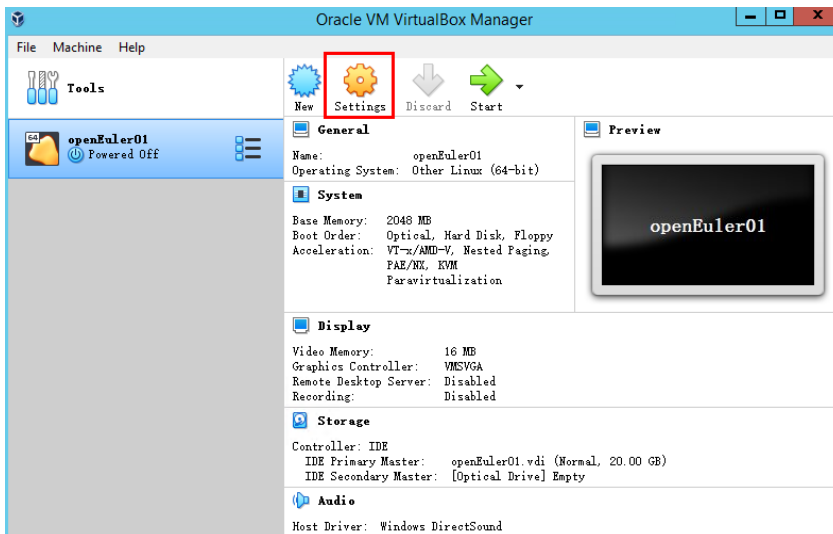 Oracle VM VirtualBox Manager
File Machine Help
Tools
New Settings Discard Start
64
openEuler01
Powered Off
General
Name: openEuler01
Operating System: Other Linux (64-bit)
Preview
openEuler01
System
Base Memory: 2048 MB
Boot Order: Optical, Hard Disk, Floppy
Acceleration: VT-x/AMD-V, Nested Paging,
PAE/NX, KVM
Paravirtualization
Display
Video Memory: 16 MB
Graphics Controller: VMSVGA
Remote Desktop Server: Disabled
Recording: Disabled
Storage
Controller: IDE
IDE Primary Master: openEuler01.vdi (Normal, 20.00 GB)
IDE Secondary Master: [Optical Drive] Empty
Audio
Host Driver: Windows DirectSound